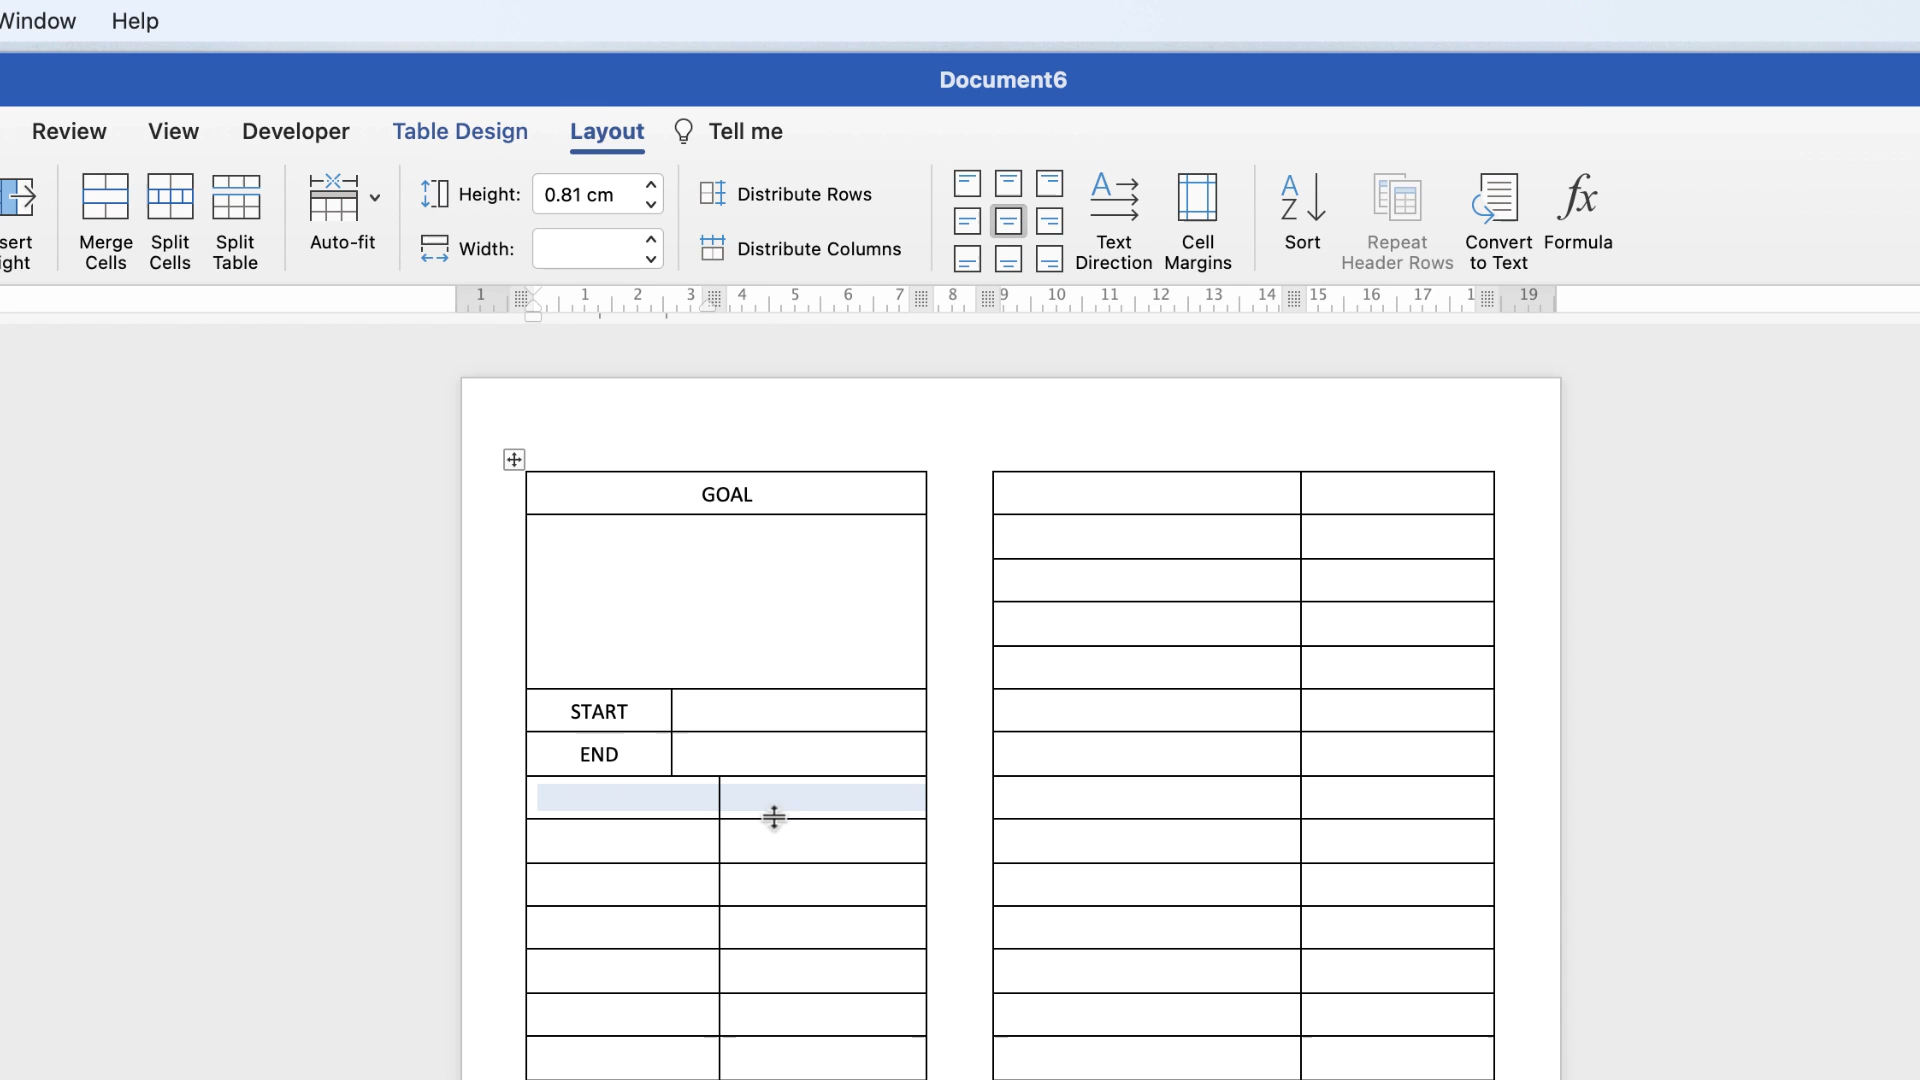 Window Help
Document6
Review View Developer Table Design Layout Tell me
Height: 0.81 cm Distribute Rows
Width: Distribute Columns
Merge Cells
Split Cells
Split Table
Auto-fit
Text Direction
Cell Margins
A
Z
Sort
Repeat Header Rows
Convert to Text
fx
Formula
1 1 2 3 4 5 6 7 8 9 10 11 12 13 14 15 16 17 1 19
GOAL
START
END